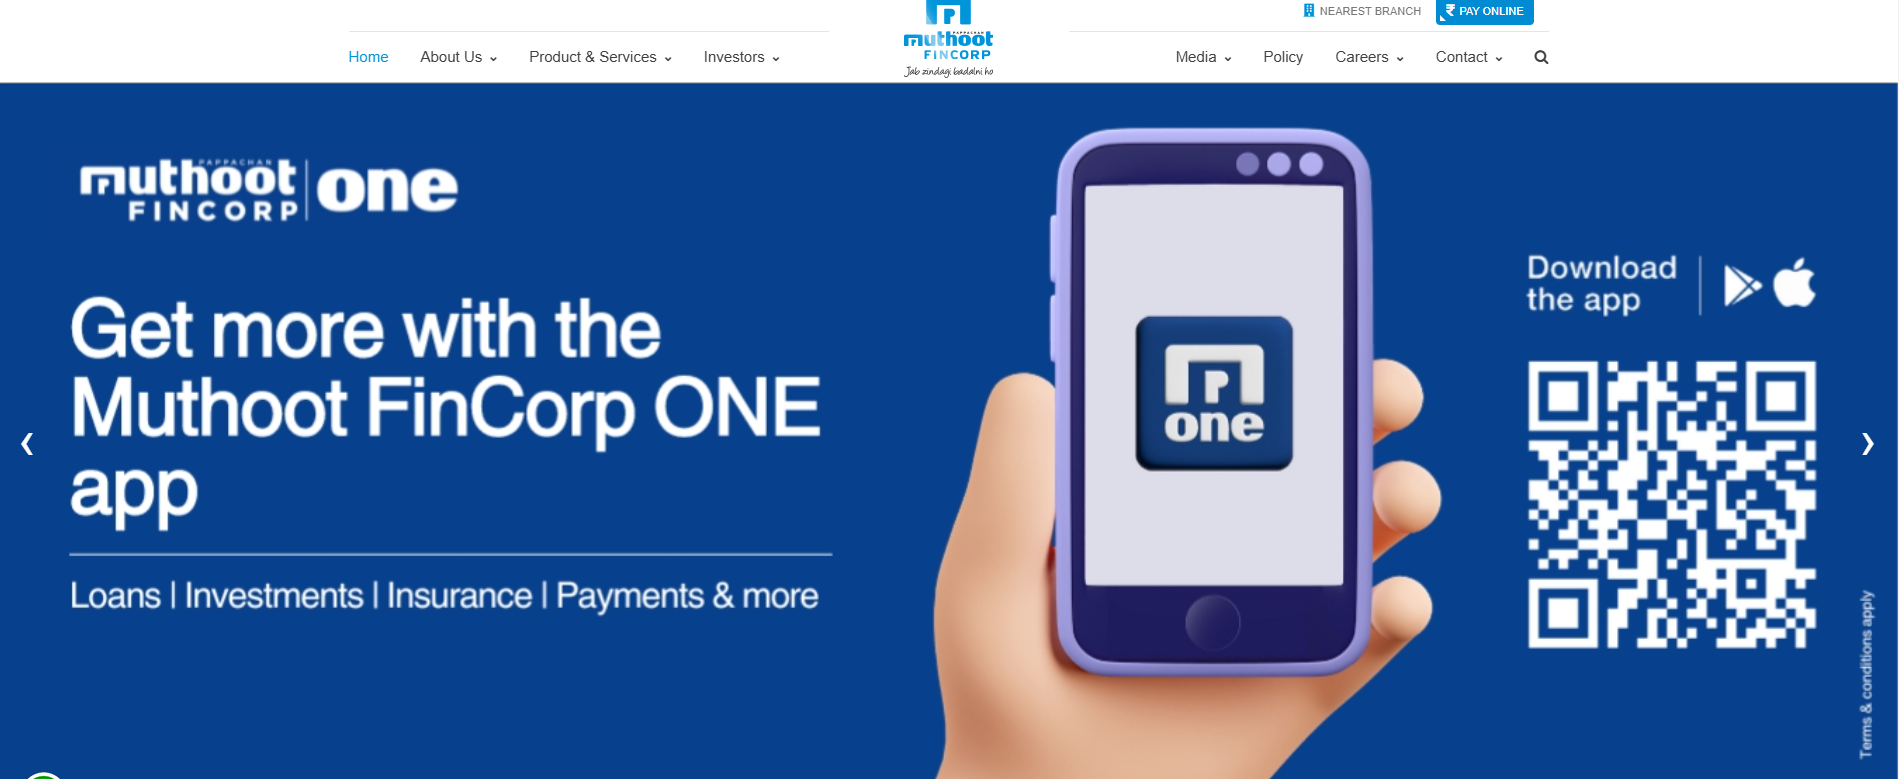 NEAREST BRANCH
PAY ONLINE
Home
About Us
Product & Services
Investors
PAPPACHAN
muthoot
FINCORP
Jab zindagi badalni ho
Media
Policy
Careers
Contact
PAPPACHAN
muthoot
FINCORP
one
Get more with the
Muthoot FinCorp ONE
app
Loans | Investments | Insurance | Payments & more
P
one
Download
the app
Terms & conditions apply